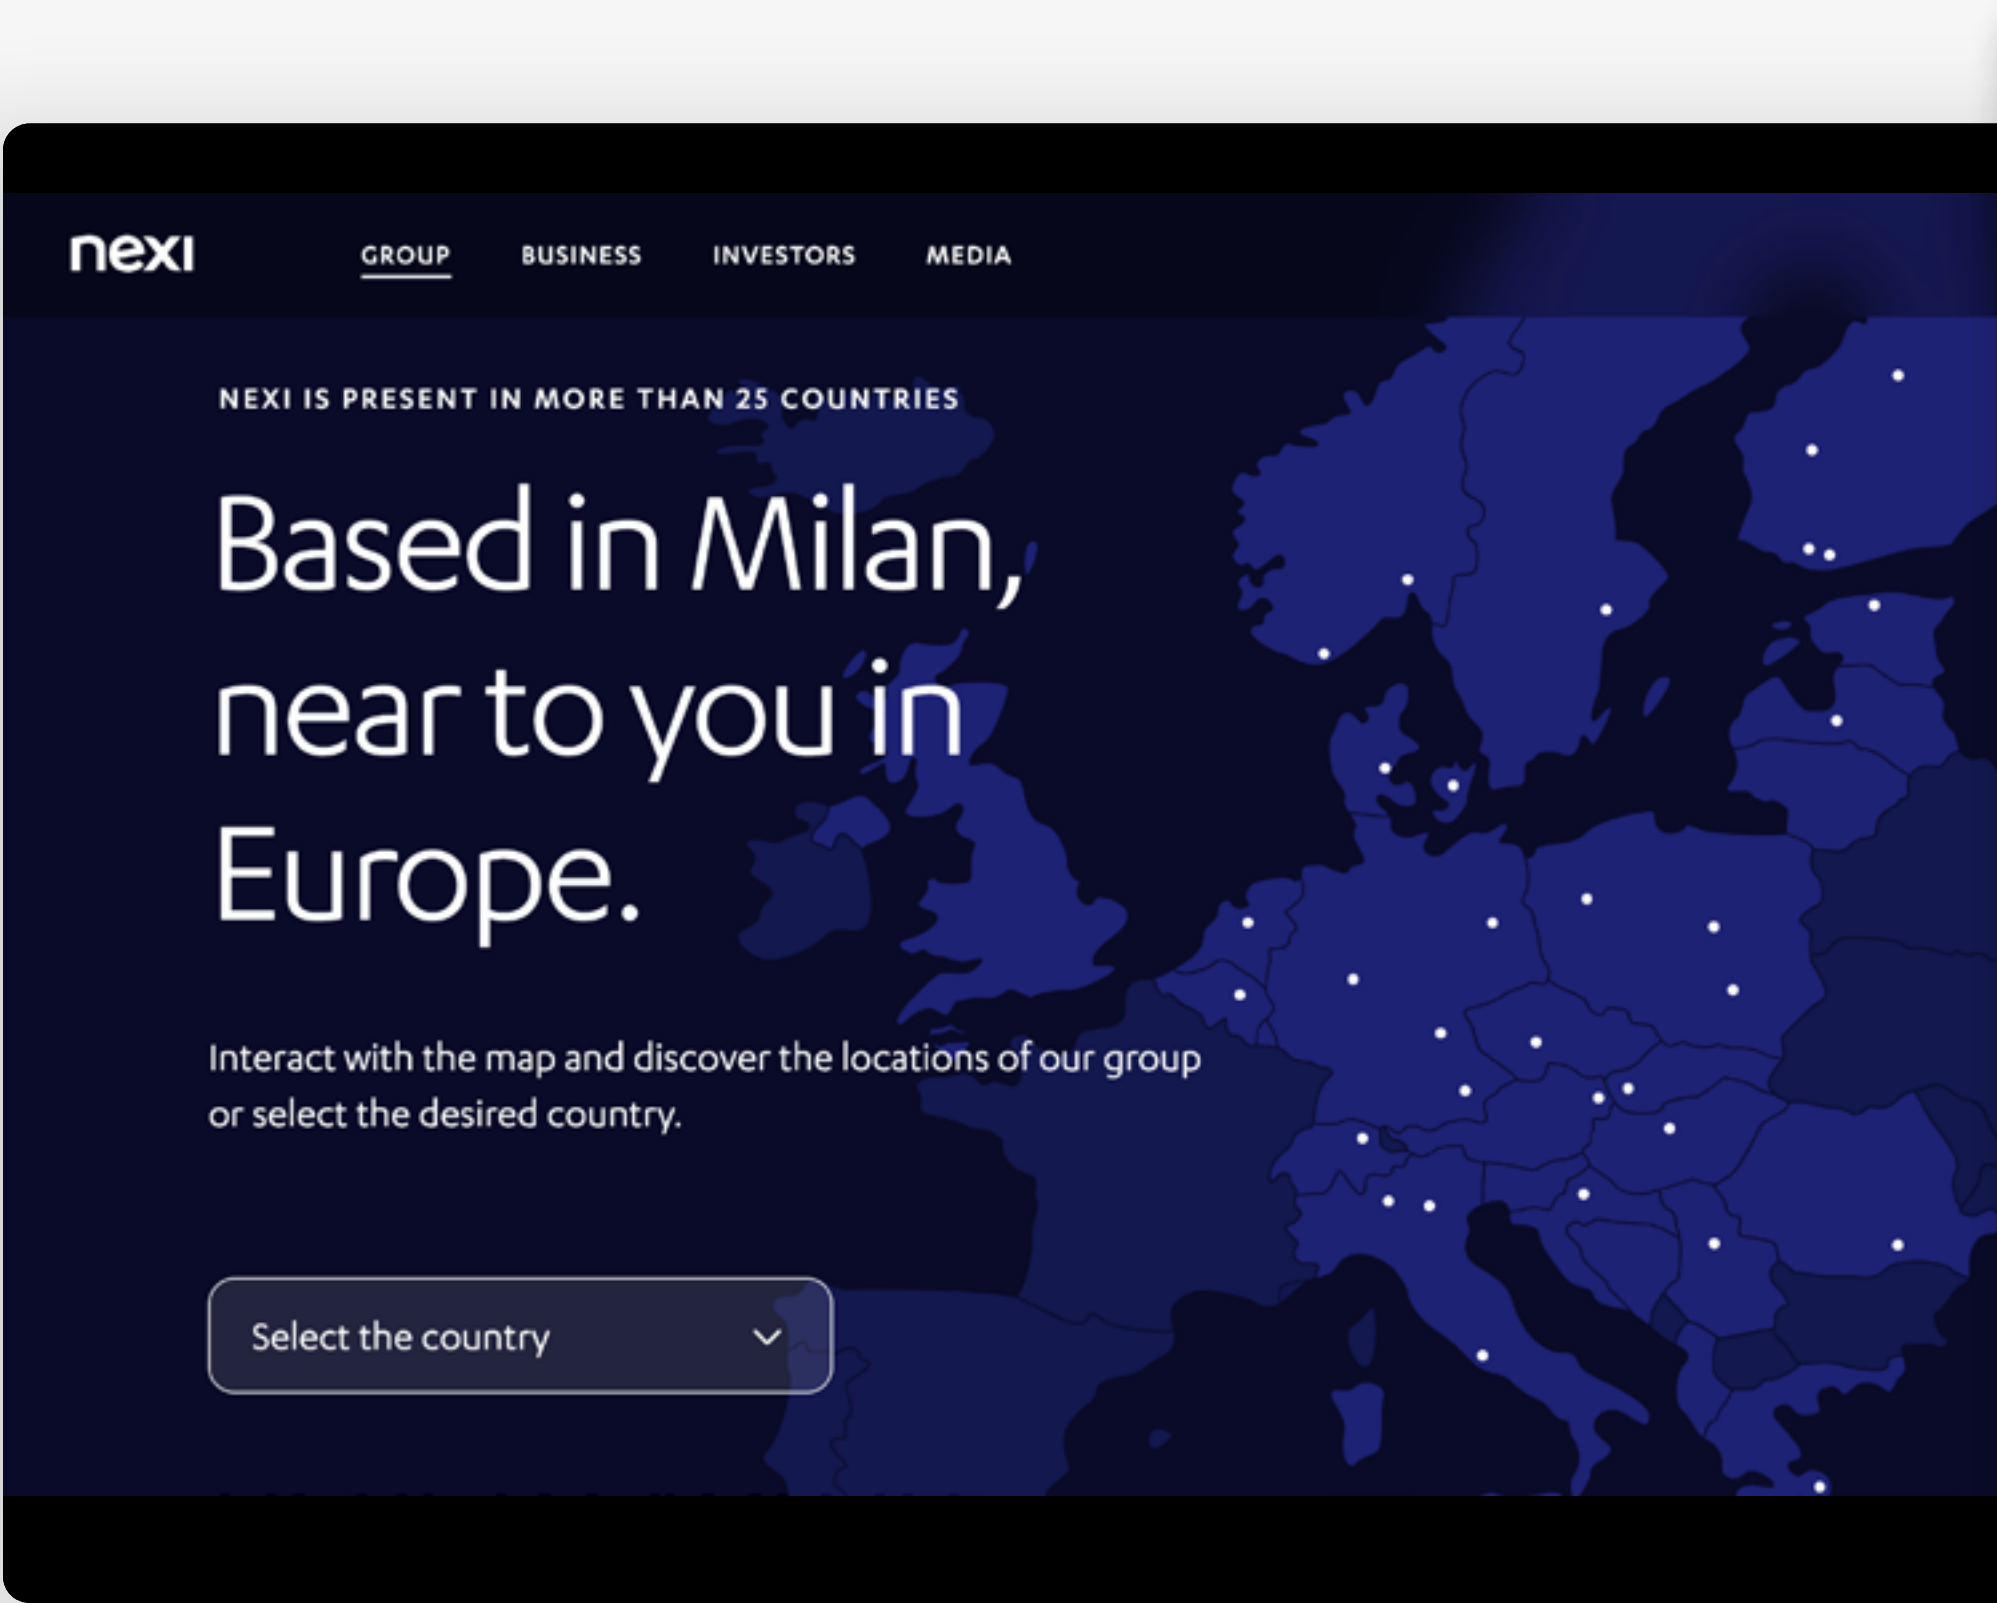 nexi
GROUP BUSINESS INVESTORS MEDIA
NEXI IS PRESENT IN MORE THAN 25 COUNTRIES
Based in Milan,
near to you in
Europe.
Interact with the map and discover the locations of our group
or select the desired country.
Select the country